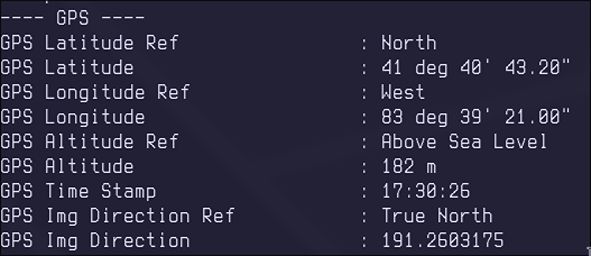 ---- GPS ----
GPS Latitude Ref : North
GPS Latitude : 41 deg 40' 43.20"
GPS Longitude Ref : West
GPS Longitude : 83 deg 39' 21.00"
GPS Altitude Ref : Above Sea Level
GPS Altitude : 182 m
GPS Time Stamp : 17:30:26
GPS Img Direction Ref : True North
GPS Img Direction : 191.2603175